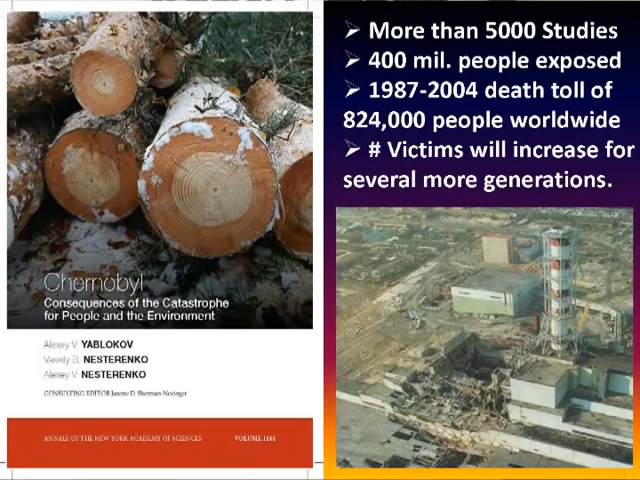 Chernobyl
Consequences of the Catastrophe
for People and the Environment
Alexey V. YABLOKOV
Vassily B. NESTERENKO
Alexey V. NESTERENKO
CONSULTING EDITOR Janette D. Sherman-Nevinger
ANNALS OF THE NEW YORK ACADEMY OF SCIENCES VOLUME 1181
➢ More than 5000 Studies
➢ 400 mil. people exposed
➢ 1987-2004 death toll of
824,000 people worldwide
➢ # Victims will increase for
several more generations.